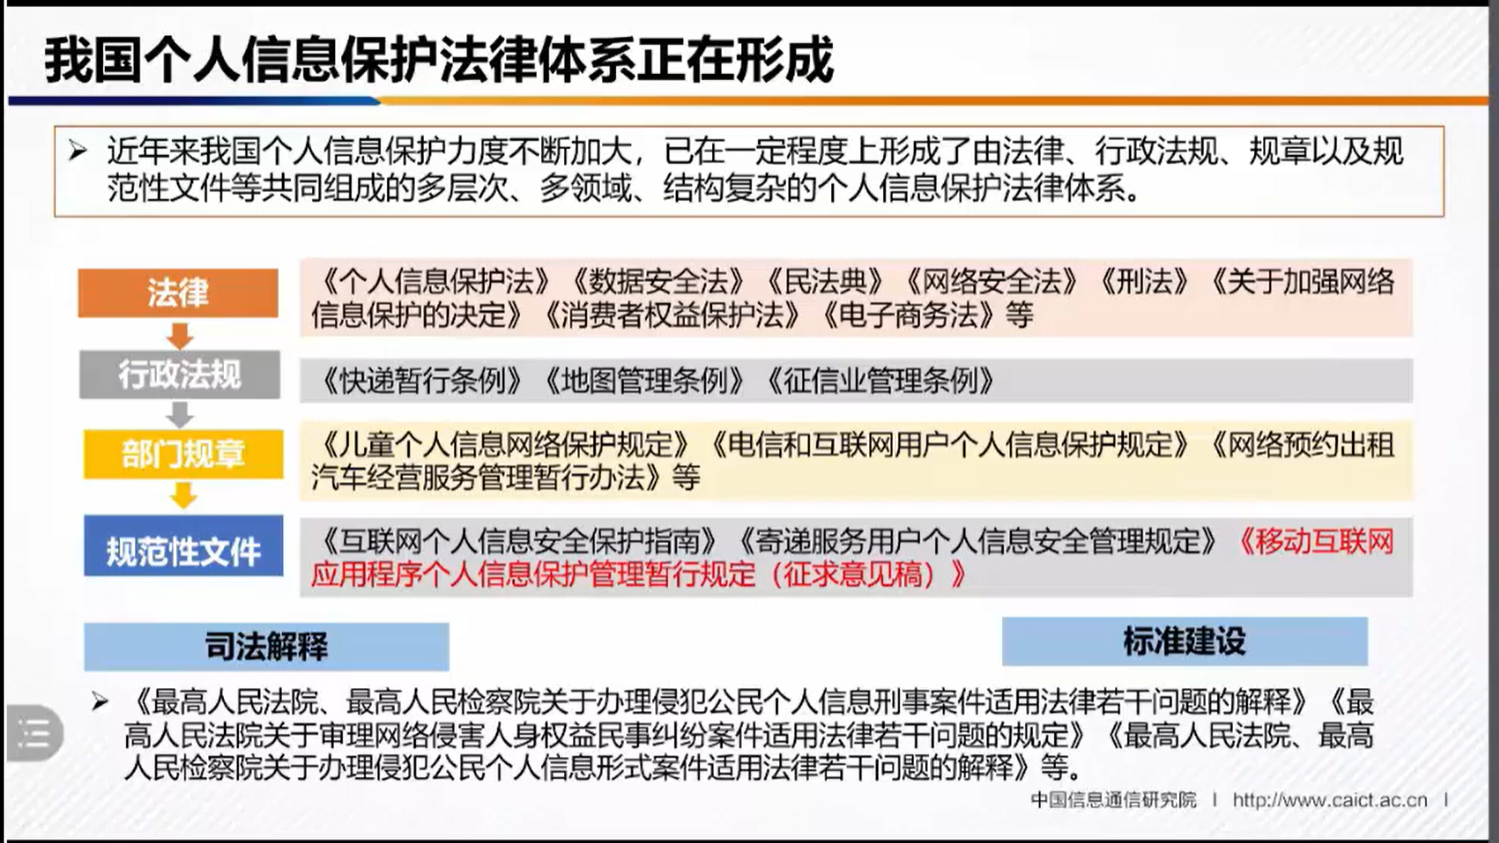 我国个人信息保护法律体系正在形成
近年来我国个人信息保护力度不断加大，已在一定程度上形成了由法律、行政法规、规章以及规
范性文件等共同组成的多层次、多领域、结构复杂的个人信息保护法律体系。
法律
《个人信息保护法》《数据安全法》《民法典》《网络安全法》《刑法》《关于加强网络
信息保护的决定》《消费者权益保护法》《电子商务法》等
行政法规
《快递暂行条例》《地图管理条例》《征信业管理条例》
部门规章
《儿童个人信息网络保护规定》《电信和互联网用户个人信息保护规定》《网络预约出租
汽车经营服务管理暂行办法》等
规范性文件
《互联网个人信息安全保护指南》《寄递服务用户个人信息安全管理规定》《移动互联网
应用程序个人信息保护管理暂行规定（征求意见稿）》
司法解释
标准建设
《最高人民法院、最高人民检察院关于办理侵犯公民个人信息刑事案件适用法律若干问题的解释》《最
高人民法院关于审理网络侵害人身权益民事纠纷案件适用法律若干问题的规定》《最高人民法院、最高
人民检察院关于办理侵犯公民个人信息形式案件适用法律若干问题的解释》等。
中国信息通信研究院 | http://www.caict.ac.cn |